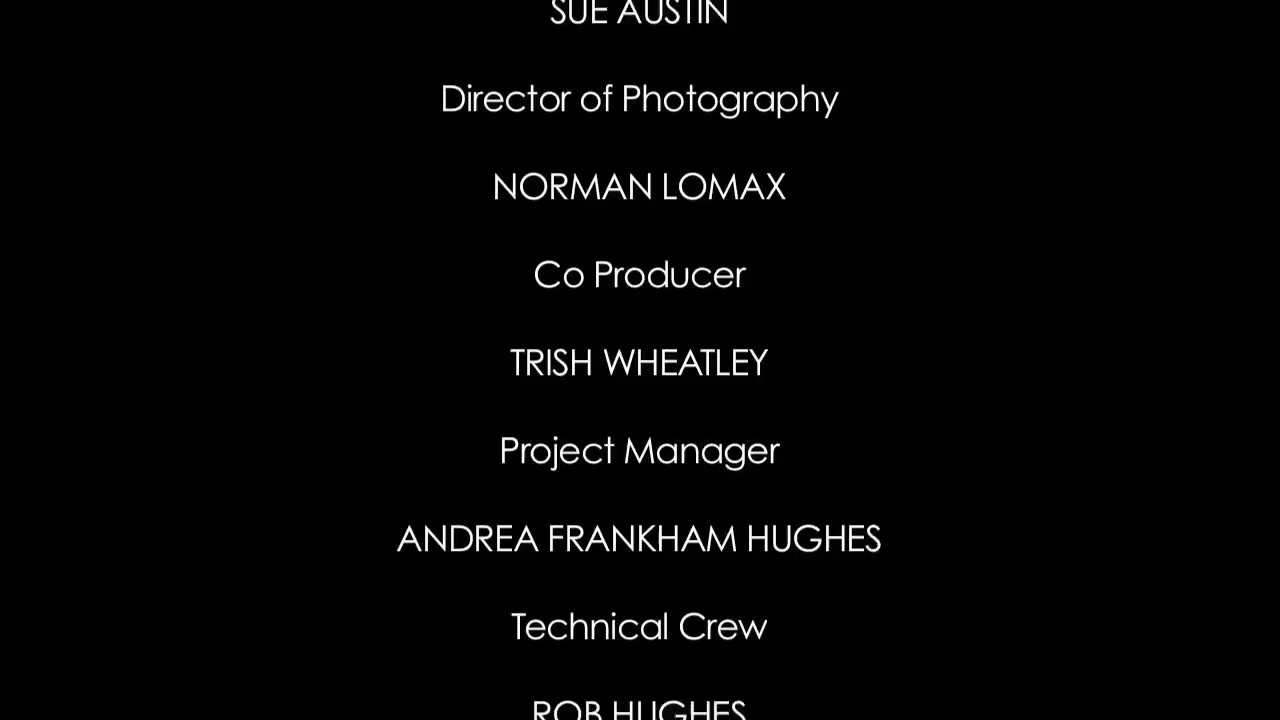 SUE AUSTIN
Director of Photography
NORMAN LOMAX
Co Producer
TRISH WHEATLEY
Project Manager
ANDREA FRANKHAM HUGHES
Technical Crew
ROB HUGHES